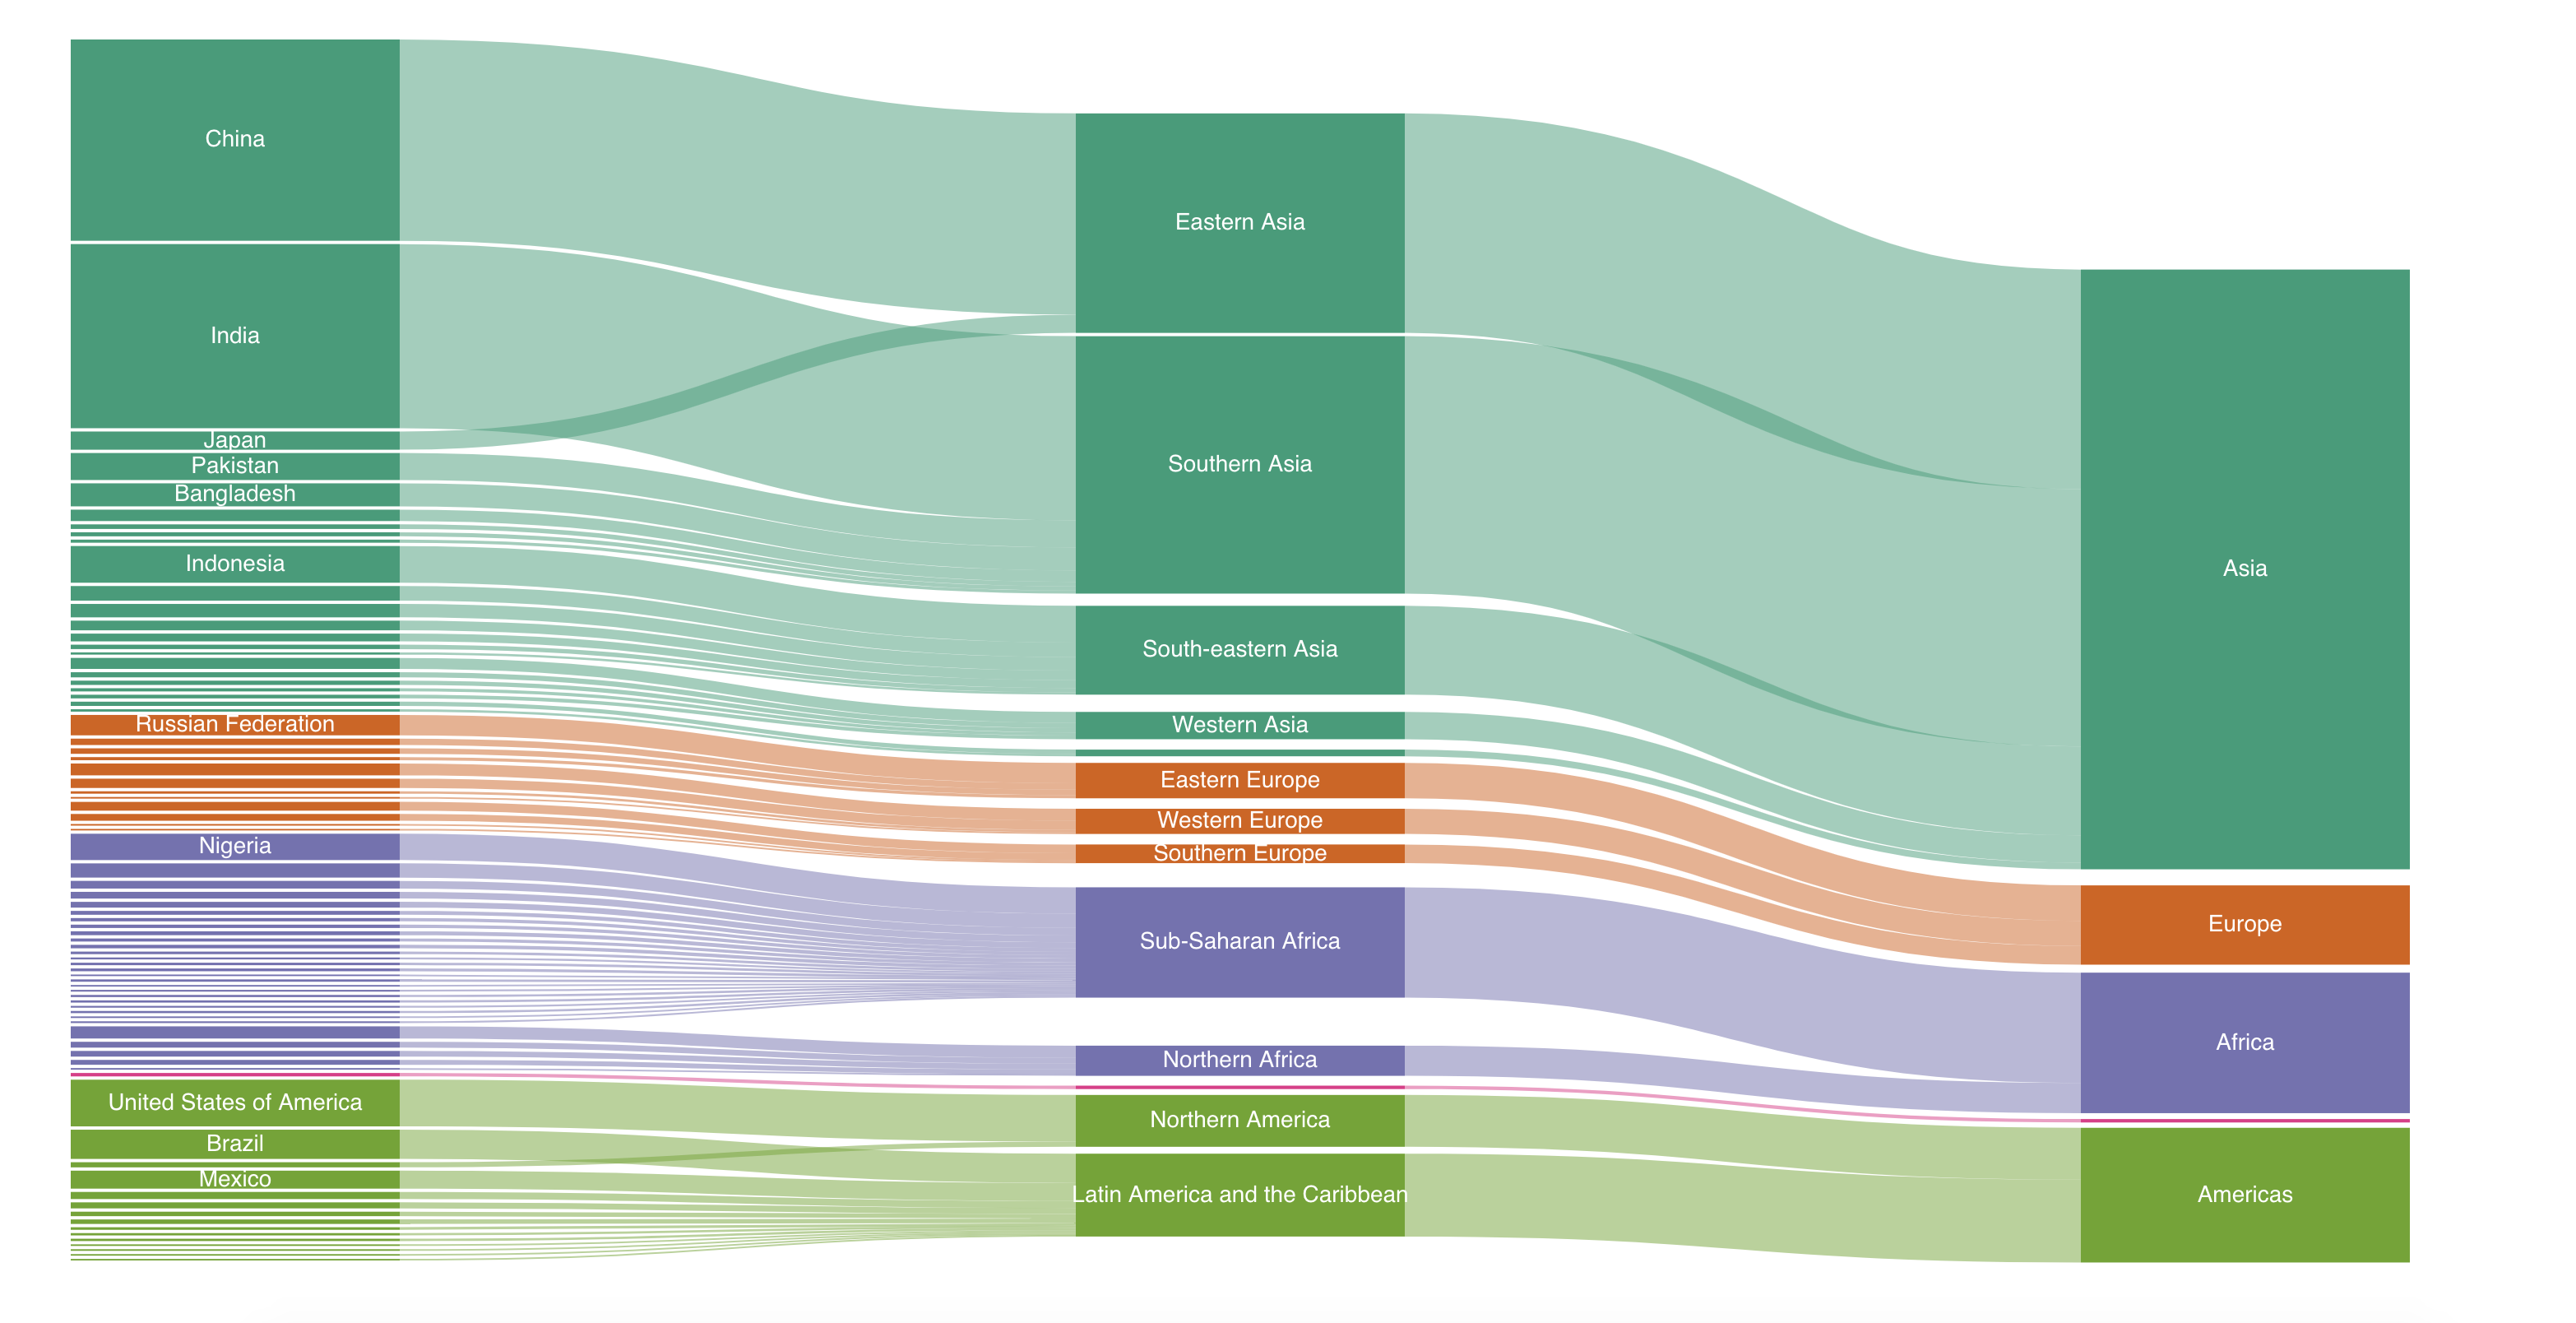 China
India
Japan
Pakistan
Bangladesh
Indonesia
Russian Federation
Nigeria
United States of America
Brazil
Mexico
Eastern Asia
Southern Asia
South-eastern Asia
Western Asia
Eastern Europe
Western Europe
Southern Europe
Sub-Saharan Africa
Northern Africa
Northern America
Latin America and the Caribbean
Asia
Europe
Africa
Americas